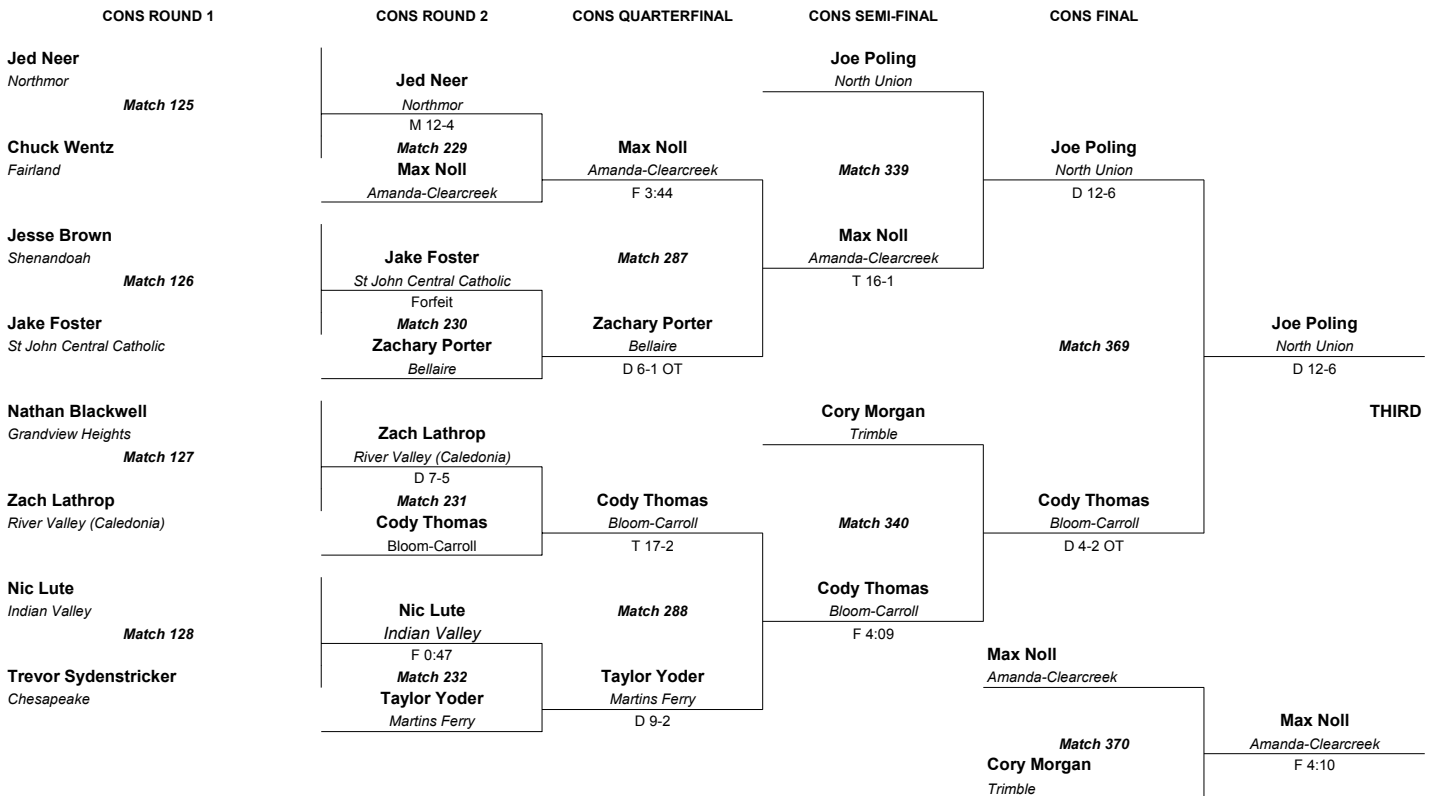 CONS ROUND 1 CONS ROUND 2 CONS QUARTERFINAL CONS SEMI-FINAL CONS FINAL
Jed Neer
Northmor
Match 125
Chuck Wentz
Fairland
Jesse Brown
Shenandoah
Match 126
Jake Foster
St John Central Catholic
Nathan Blackwell
Grandview Heights
Match 127
Zach Lathrop
River Valley (Caledonia)
Nic Lute
Indian Valley
Match 128
Trevor Sydenstricker
Chesapeake
Jed Neer
Northmor
M 12-4
Match 229
Max Noll
Amanda-Clearcreek
Jake Foster
St John Central Catholic
Forfeit
Match 230
Zachary Porter
Bellaire
Zach Lathrop
River Valley (Caledonia)
D 7-5
Match 231
Cody Thomas
Bloom-Carroll
Nic Lute
Indian Valley
F 0:47
Match 232
Taylor Yoder
Martins Ferry
Max Noll
Amanda-Clearcreek
F 3:44
Match 287
Zachary Porter
Bellaire
D 6-1 OT
Cody Thomas
Bloom-Carroll
T 17-2
Match 288
Taylor Yoder
Martins Ferry
D 9-2
Joe Poling
North Union
Match 339
Max Noll
Amanda-Clearcreek
T 16-1
Cory Morgan
Trimble
Match 340
Cody Thomas
Bloom-Carroll
F 4:09
Joe Poling
North Union
D 12-6
Match 369
Cody Thomas
Bloom-Carroll
D 4-2 OT
Max Noll
Amanda-Clearcreek
Match 370
Cory Morgan
Trimble
Joe Poling
North Union
D 12-6
THIRD
Max Noll
Amanda-Clearcreek
F 4:10